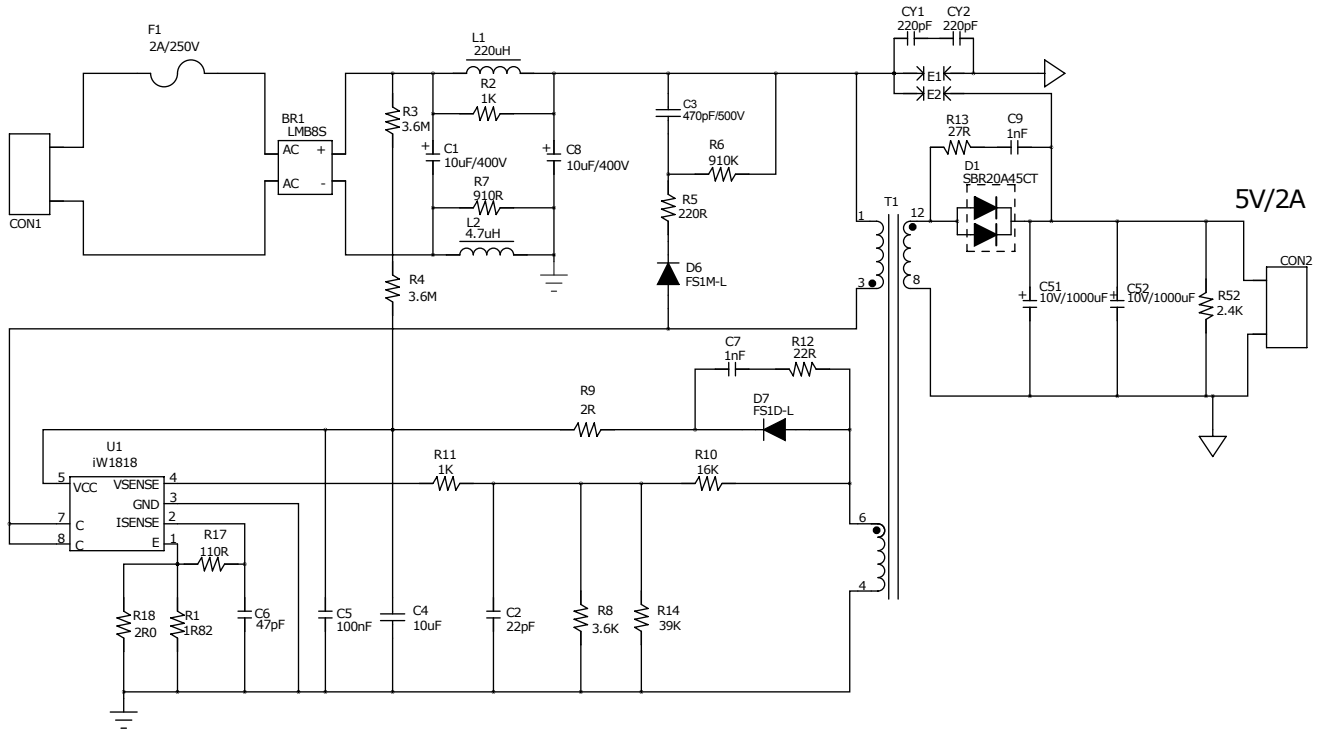 CY1
220pF
CY2
220pF
F1
2A/250V
L1
220uH
E1
E2
R2
1K
C3
470pF/500V
R3
3.6M
R13
27R
C9
1nF
BR1
LMB8S
AC
+
AC
-
+
C1
10uF/400V
+
C8
10uF/400V
R6
910K
D1
SBR20A45CT
CON1
R7
910R
R5
220R
5V/2A
T1
1
12
L2
4.7uH
CON2
R4
3.6M
D6
FS1M-L
3
8
+
C51
10V/1000uF
+
C52
10V/1000uF
R52
2.4K
C7
1nF
R12
22R
R9
2R
D7
FS1D-L
U1
iW1818
R11
1K
R10
16K
5
VCC
VSENSE
4
GND
3
7
C
ISENSE
2
8
C
E
1
R17
110R
6
4
R18
2R0
R1
1R82
C6
47pF
C5
100nF
C4
10uF
C2
22pF
R8
3.6K
R14
39K